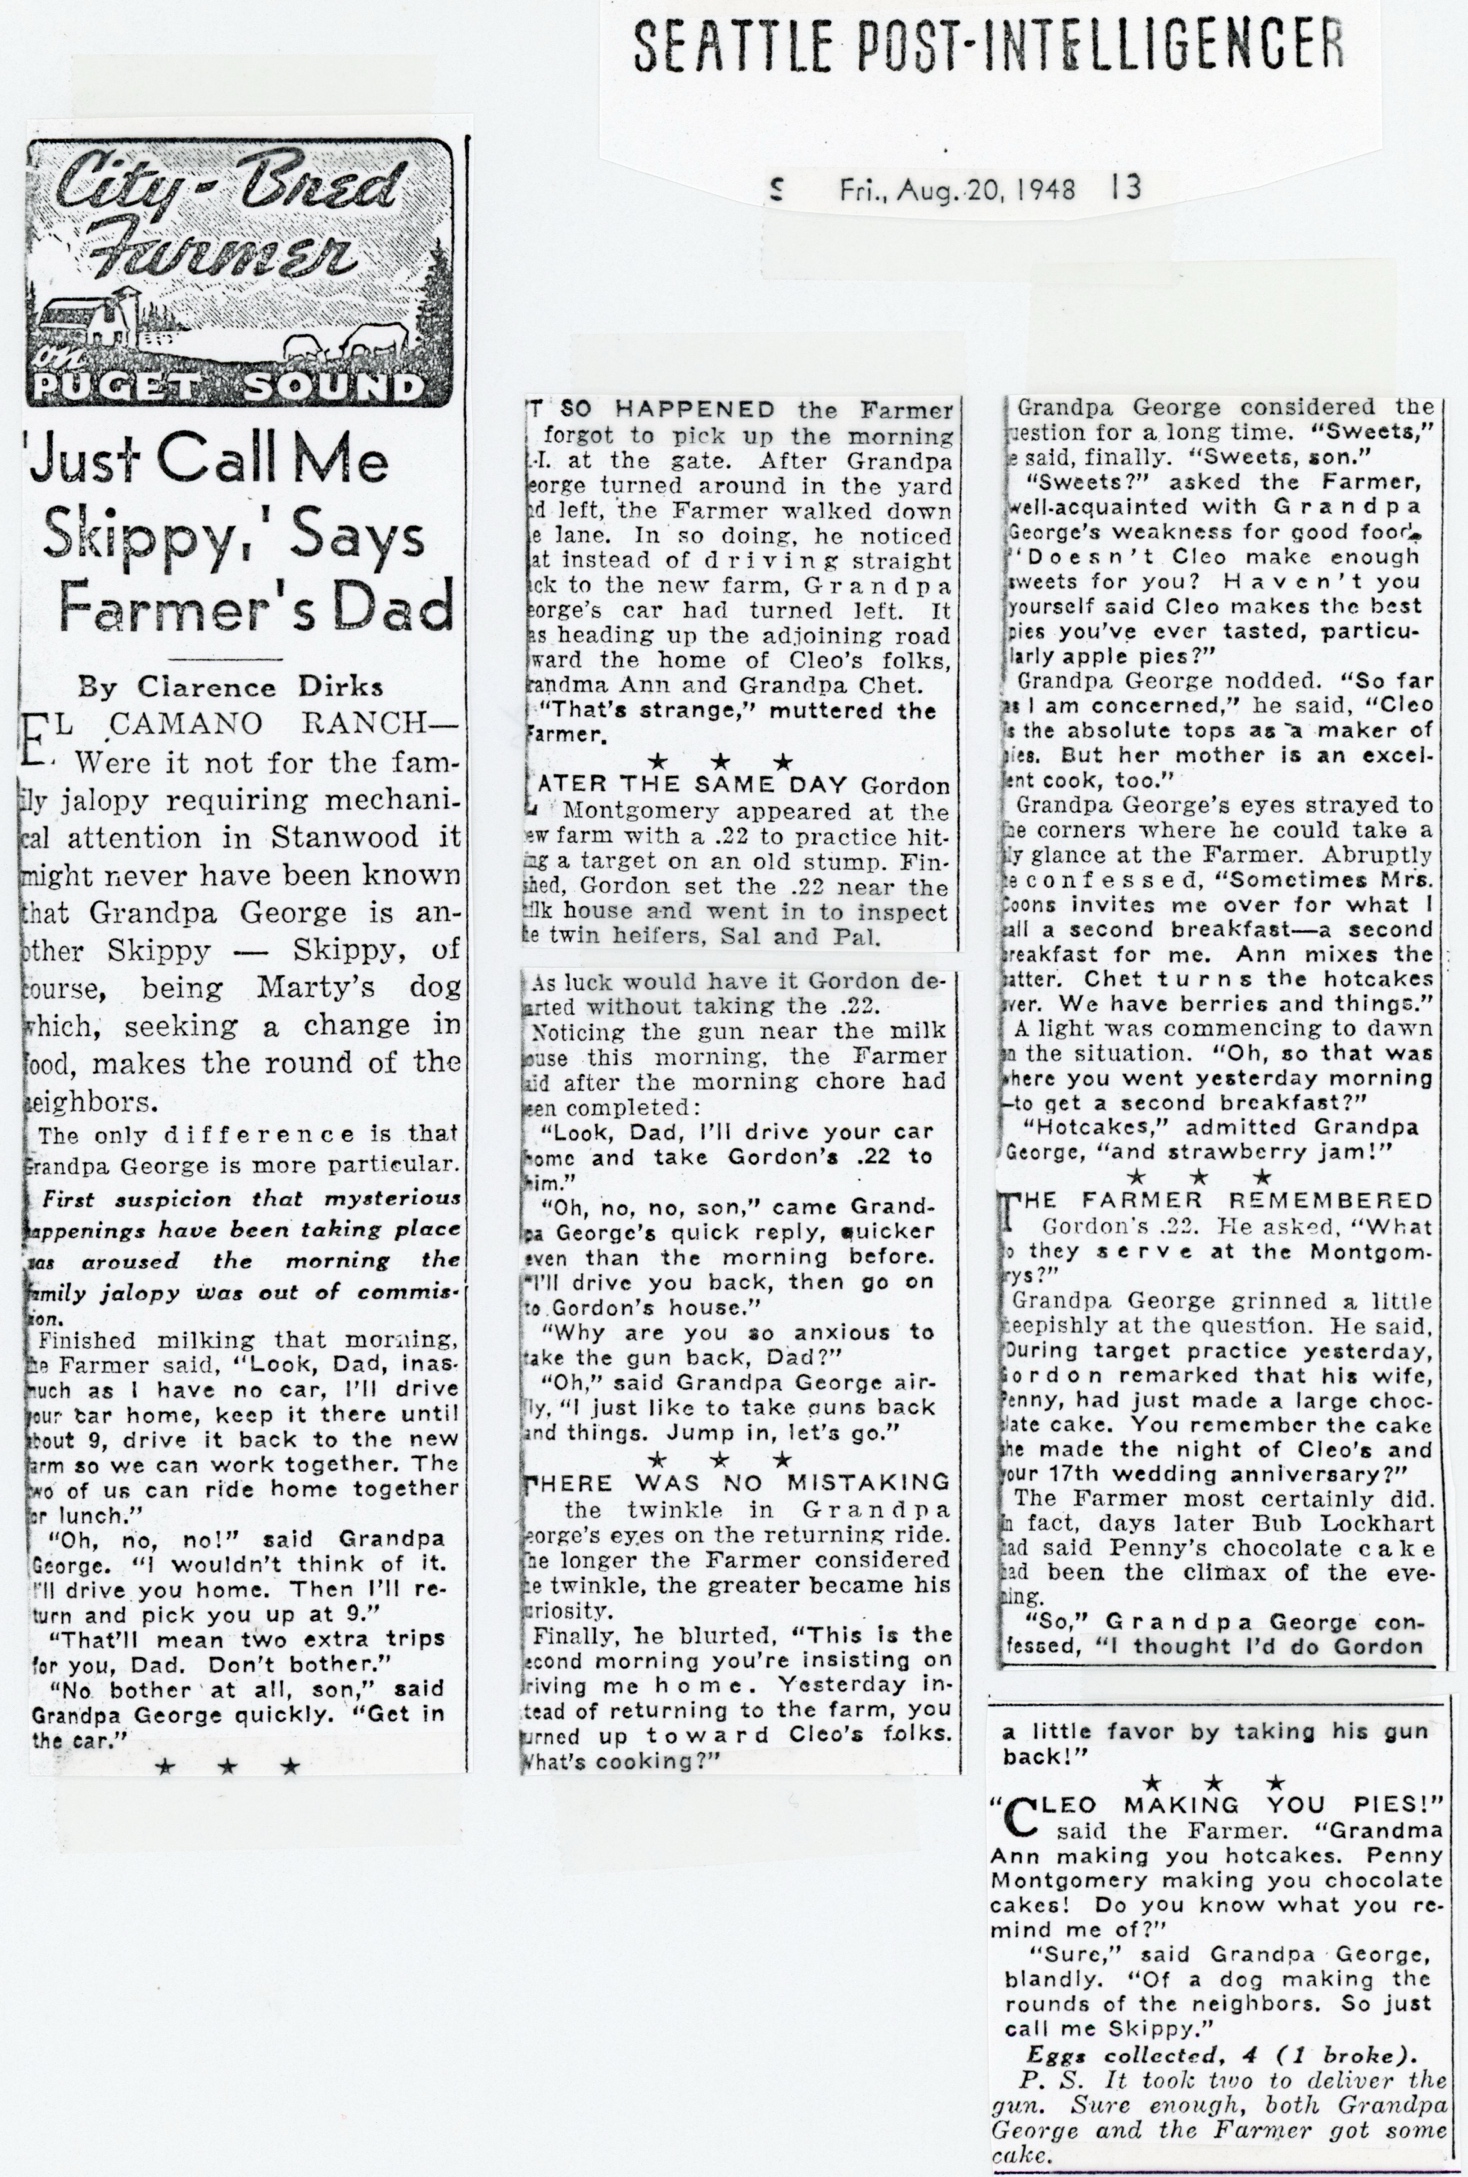 SEATTLE POST-INTELLIGENCER
S Fri., Aug. 20, 1948 13
City-Bred
Farmer
on
PUGET SOUND
'Just Call Me
Skippy,' Says
Farmer's Dad
By Clarence Dirks
EL CAMANO RANCH—
Were it not for the fam-
ily jalopy requiring mechani-
cal attention in Stanwood it
might never have been known
that Grandpa George is an-
other Skippy — Skippy, of
course, being Marty's dog
which, seeking a change in
food, makes the round of the
neighbors.
The only difference is that
Grandpa George is more particular.
First suspicion that mysterious
happenings have been taking place
was aroused the morning the
family jalopy was out of commis-
sion.
Finished milking that morning,
the Farmer said, "Look, Dad, inas-
much as I have no car, I'll drive
your car home, keep it there until
about 9, drive it back to the new
farm so we can work together. The
two of us can ride home together
for lunch."
"Oh, no, no!" said Grandpa
George. "I wouldn't think of it.
I'll drive you home. Then I'll re-
turn and pick you up at 9."
"That'll mean two extra trips
for you, Dad. Don't bother."
"No bother at all, son," said
Grandpa George quickly. "Get in
the car."
★ ★ ★
IT SO HAPPENED the Farmer
forgot to pick up the morning
P.-I. at the gate. After Grandpa
George turned around in the yard
and left, the Farmer walked down
the lane. In so doing, he noticed
that instead of driving straight
back to the new farm, Grandpa
George's car had turned left. It
was heading up the adjoining road
toward the home of Cleo's folks,
Grandma Ann and Grandpa Chet.
"That's strange," muttered the
Farmer.
★ ★ ★
LATER THE SAME DAY Gordon
Montgomery appeared at the
new farm with a .22 to practice hit-
ting a target on an old stump. Fin-
ished, Gordon set the .22 near the
milk house and went in to inspect
the twin heifers, Sal and Pal.
As luck would have it Gordon de-
parted without taking the .22.
Noticing the gun near the milk
house this morning, the Farmer
said after the morning chore had
been completed:
"Look, Dad, I'll drive your car
home and take Gordon's .22 to
him."
"Oh, no, no, son," came Grand-
pa George's quick reply, quicker
even than the morning before.
"I'll drive you back, then go on
to Gordon's house."
"Why are you so anxious to
take the gun back, Dad?"
"Oh," said Grandpa George air-
ily, "I just like to take guns back
and things. Jump in, let's go."
★ ★ ★
THERE WAS NO MISTAKING
the twinkle in Grandpa
George's eyes on the returning ride.
The longer the Farmer considered
the twinkle, the greater became his
curiosity.
Finally, he blurted, "This is the
second morning you're insisting on
driving me home. Yesterday in-
stead of returning to the farm, you
turned up toward Cleo's folks.
What's cooking?"
Grandpa George considered the
question for a long time. "Sweets,"
he said, finally. "Sweets, son."
"Sweets?" asked the Farmer,
well-acquainted with Grandpa
George's weakness for good food.
"Doesn't Cleo make enough
sweets for you? Haven't you
yourself said Cleo makes the best
pies you've ever tasted, particu-
larly apple pies?"
Grandpa George nodded. "So far
as I am concerned," he said, "Cleo
is the absolute tops as a maker of
pies. But her mother is an excel-
lent cook, too."
Grandpa George's eyes strayed to
the corners where he could take a
sly glance at the Farmer. Abruptly
he confessed, "Sometimes Mrs.
Coons invites me over for what I
call a second breakfast—a second
breakfast for me. Ann mixes the
batter. Chet turns the hotcakes
over. We have berries and things."
A light was commencing to dawn
on the situation. "Oh, so that was
where you went yesterday morning
—to get a second breakfast?"
"Hotcakes," admitted Grandpa
George, "and strawberry jam!"
★ ★ ★
THE FARMER REMEMBERED
Gordon's .22. He asked, "What
do they serve at the Montgom-
erys?"
Grandpa George grinned a little
sheepishly at the question. He said,
"During target practice yesterday,
Gordon remarked that his wife,
Penny, had just made a large choc-
olate cake. You remember the cake
she made the night of Cleo's and
your 17th wedding anniversary?"
The Farmer most certainly did.
In fact, days later Bub Lockhart
had said Penny's chocolate cake
had been the climax of the eve-
ning.
"So," Grandpa George con-
fessed, "I thought I'd do Gordon
a little favor by taking his gun
back!"
★ ★ ★
"CLEO MAKING YOU PIES!"
said the Farmer. "Grandma
Ann making you hotcakes. Penny
Montgomery making you chocolate
cakes! Do you know what you re-
mind me of?"
"Sure," said Grandpa George,
blandly. "Of a dog making the
rounds of the neighbors. So just
call me Skippy."
Eggs collected, 4 (1 broke).
P. S. It took two to deliver the
gun. Sure enough, both Grandpa
George and the Farmer got some
cake.